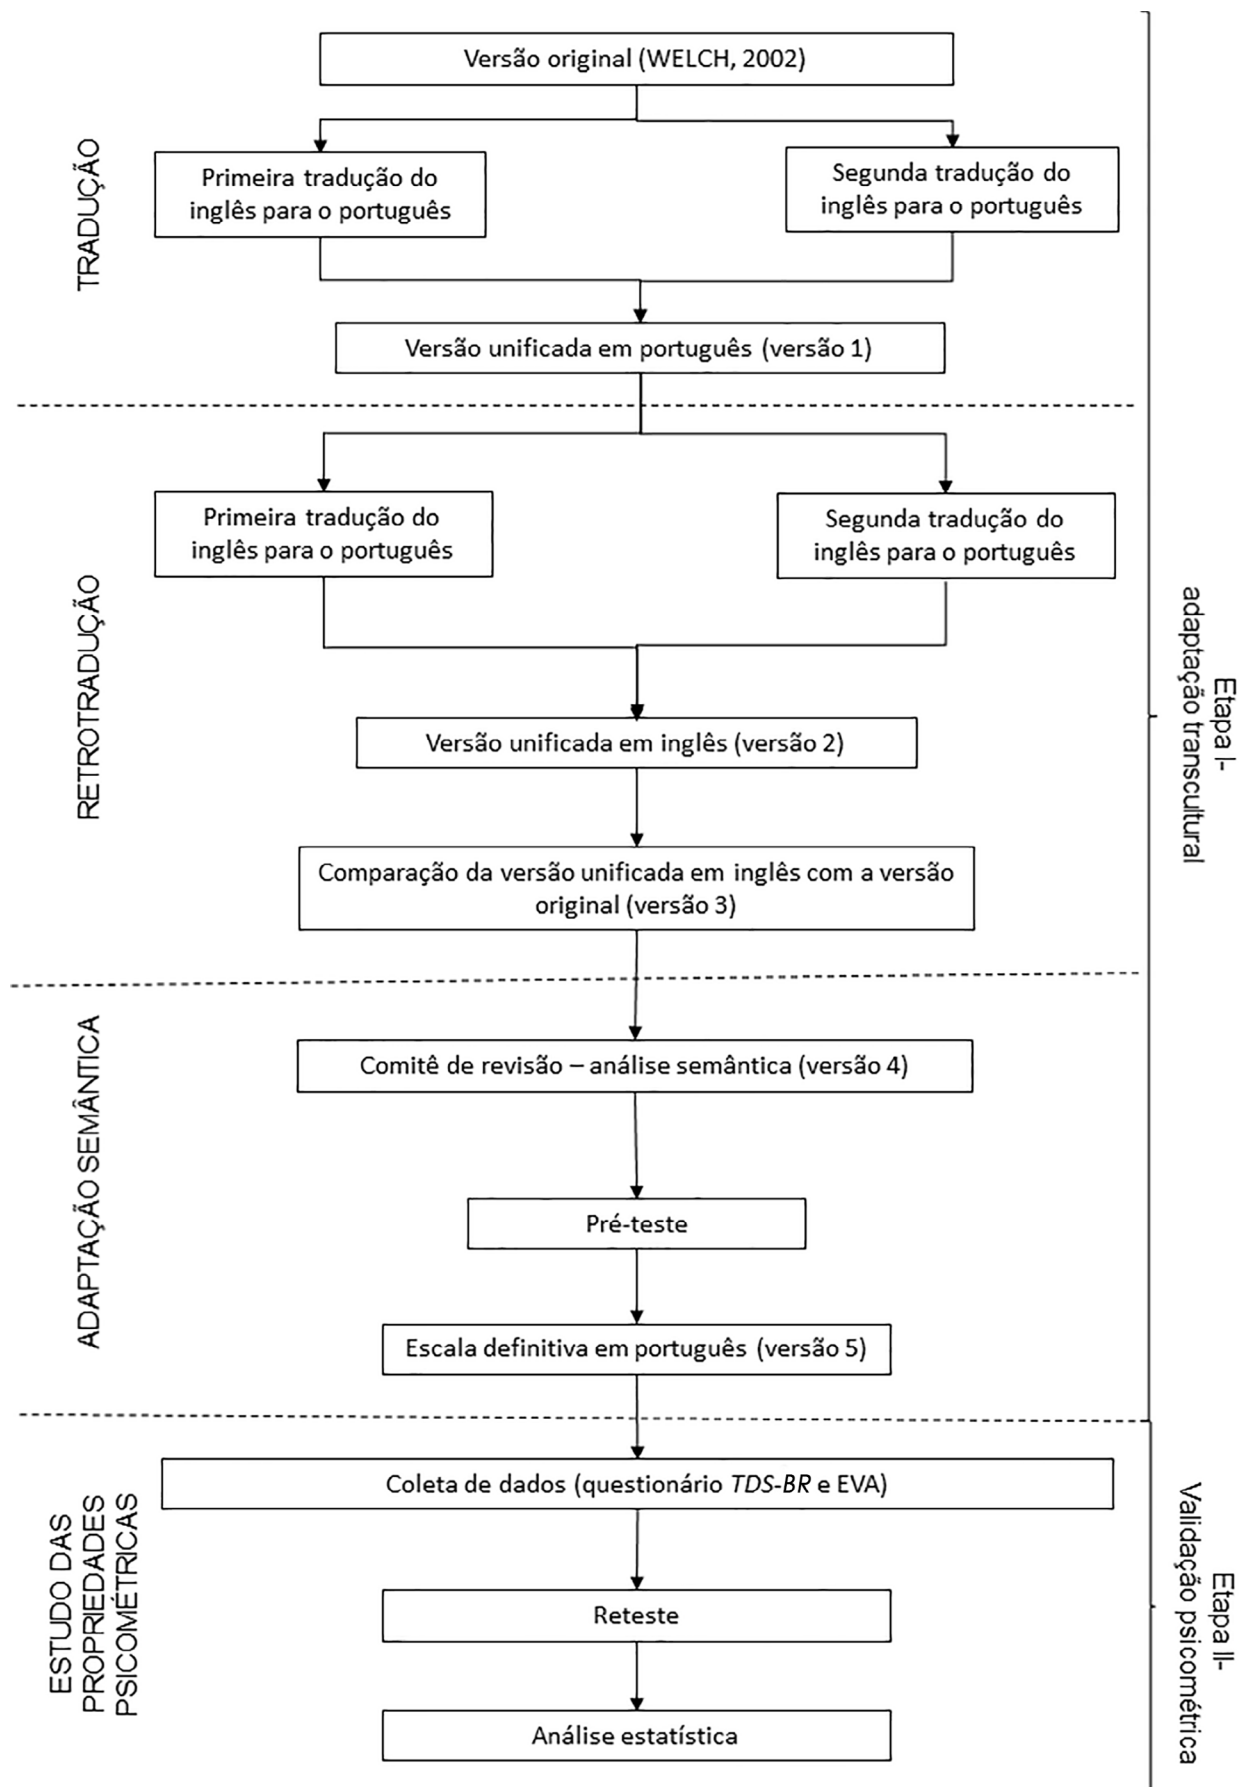 Versão original (WELCH, 2002)
TRADUÇÃO
Primeira tradução do
inglês para o português
Segunda tradução do
inglês para o português
Versão unificada em português (versão 1)
RETROTRADUÇÃO
Primeira tradução do
inglês para o português
Segunda tradução do
inglês para o português
Versão unificada em inglês (versão 2)
Comparação da versão unificada em inglês com a versão
original (versão 3)
Etapa I-
adaptação transcultural
ADAPTAÇÃO SEMÂNTICA
Comitê de revisão – análise semântica (versão 4)
Pré-teste
Escala definitiva em português (versão 5)
ESTUDO DAS
PROPRIEDADES
PSICOMÉTRICAS
Coleta de dados (questionário TDS-BR e EVA)
Reteste
Análise estatística
Etapa II-
Validação psicométrica